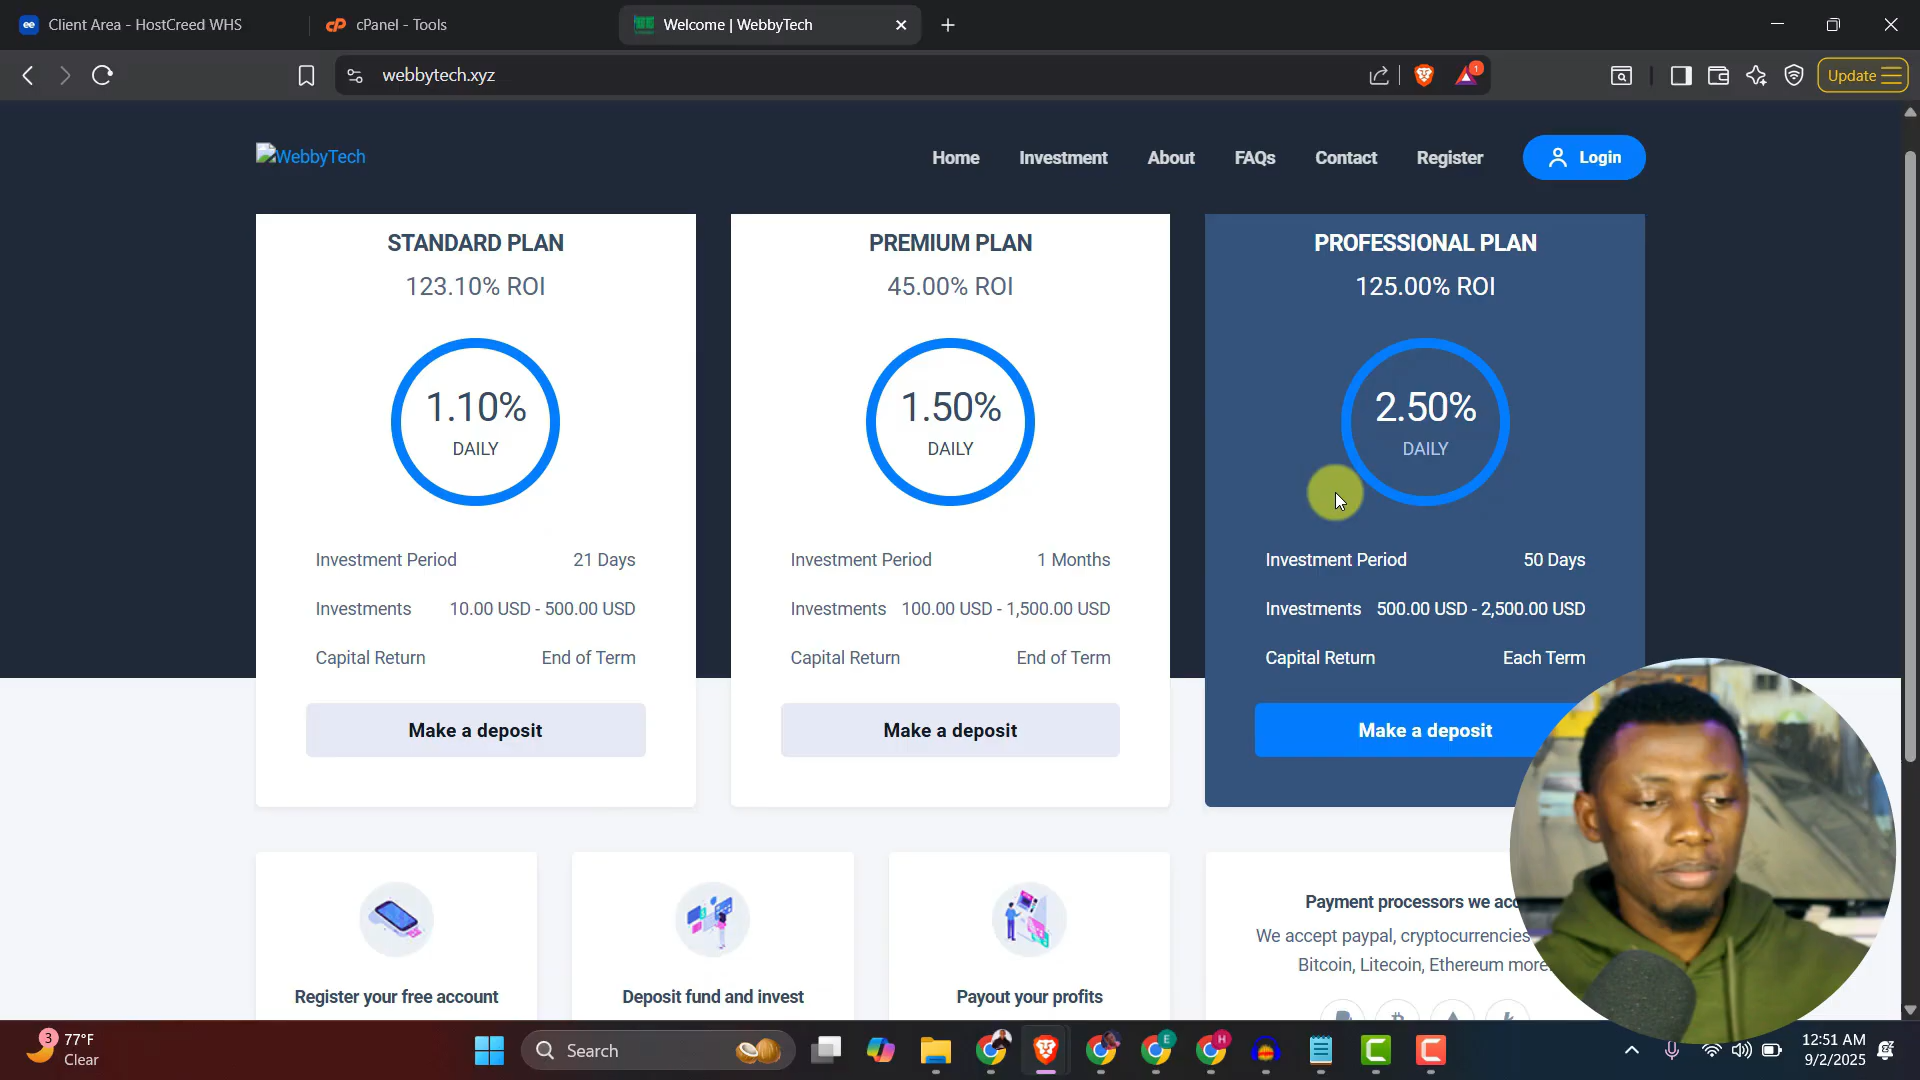 Client Area - HostCreed WHS
cPanel - Tools
Welcome | WebbyTech
webbytech.xyz
1
Update
WebbyTech
Home
Investment
About
FAQs
Contact
Register
Login
STANDARD PLAN
123.10% ROI
1.10%
DAILY
Investment Period 21 Days
Investments 10.00 USD - 500.00 USD
Capital Return End of Term
Make a deposit
PREMIUM PLAN
45.00% ROI
1.50%
DAILY
Investment Period 1 Months
Investments 100.00 USD - 1,500.00 USD
Capital Return End of Term
Make a deposit
PROFESSIONAL PLAN
125.00% ROI
2.50%
DAILY
Investment Period 50 Days
Investments 500.00 USD - 2,500.00 USD
Capital Return Each Term
Make a deposit
Register your free account
Deposit fund and invest
Payout your profits
Payment processors we
We accept paypal, cryptocurrencies
Bitcoin, Litecoin, Ethereum more
3
77°F
Clear
Search
12:51 AM
9/2/2025